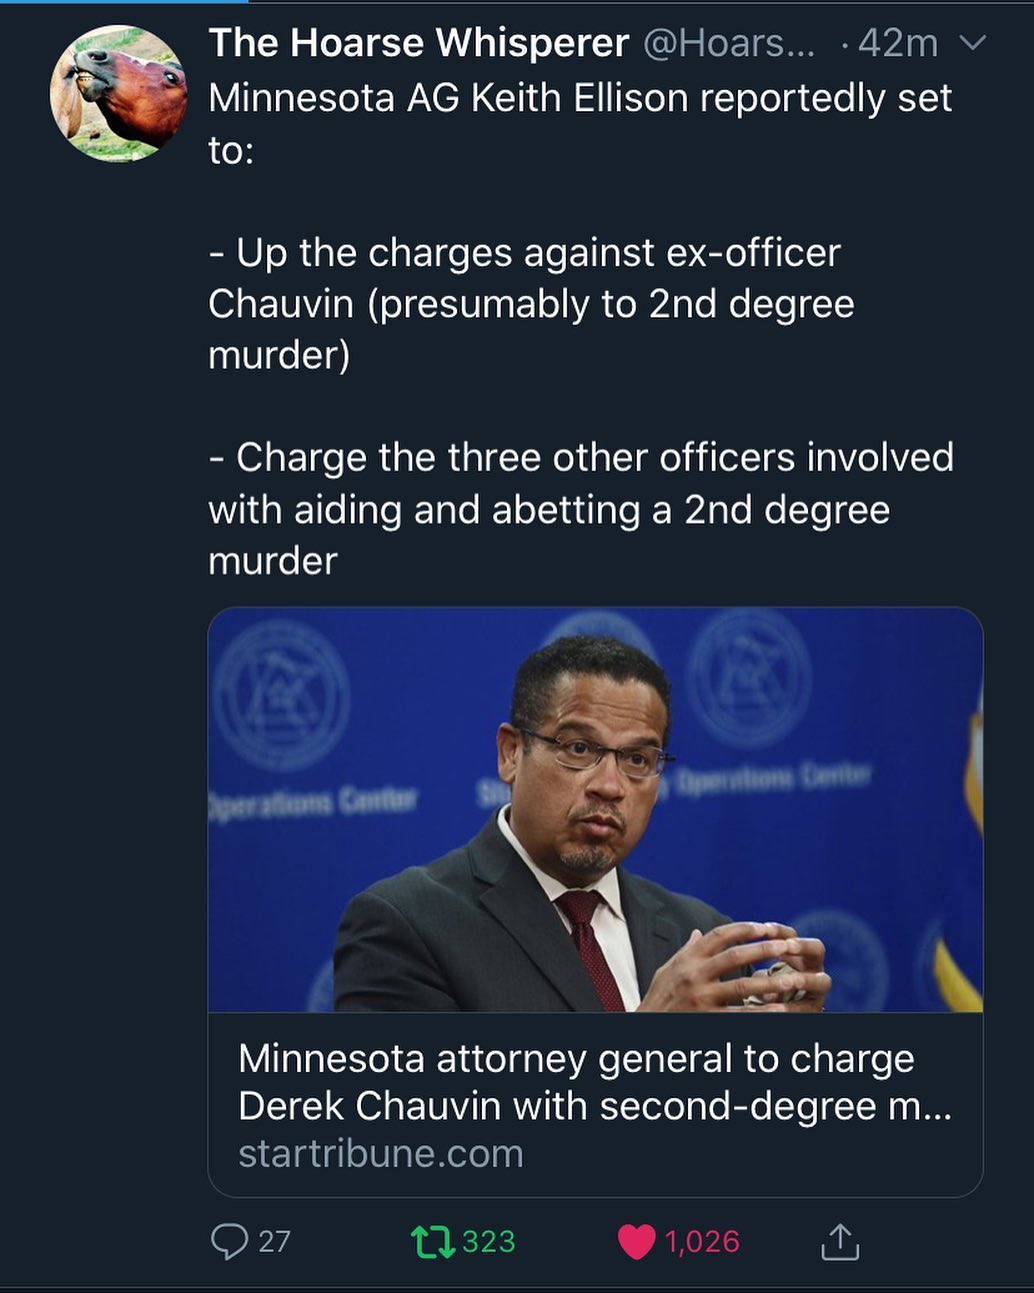 The Hoarse Whisperer @Hoars... · 42m
Minnesota AG Keith Ellison reportedly set
to:
- Up the charges against ex-officer
Chauvin (presumably to 2nd degree
murder)
- Charge the three other officers involved
with aiding and abetting a 2nd degree
murder
Operations Center
Operations Center
Minnesota attorney general to charge
Derek Chauvin with second-degree m...
startribune.com
27 323 1,026